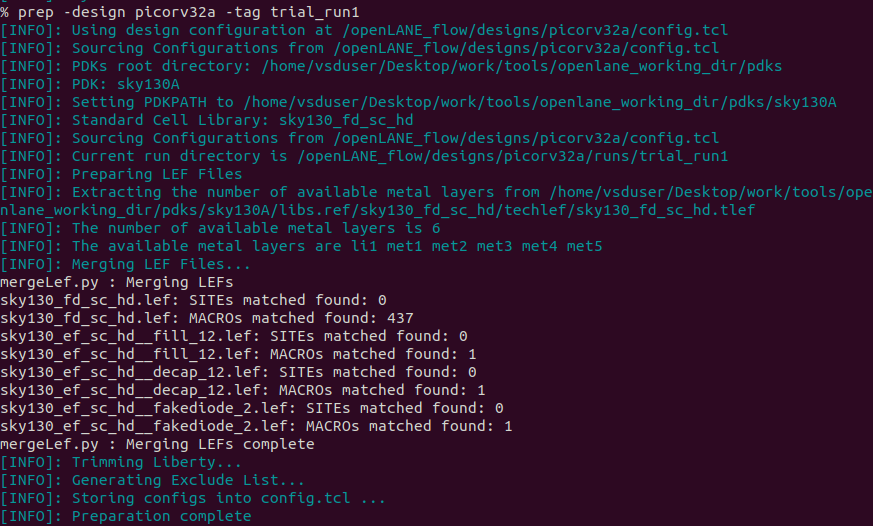 % prep -design picorv32a -tag trial_run1
[INFO]: Using design configuration at /openLANE_flow/designs/picorv32a/config.tcl
[INFO]: Sourcing Configurations from /openLANE_flow/designs/picorv32a/config.tcl
[INFO]: PDKs root directory: /home/vsduser/Desktop/work/tools/openlane_working_dir/pdks
[INFO]: PDK: sky130A
[INFO]: Setting PDKPATH to /home/vsduser/Desktop/work/tools/openlane_working_dir/pdks/sky130A
[INFO]: Standard Cell Library: sky130_fd_sc_hd
[INFO]: Sourcing Configurations from /openLANE_flow/designs/picorv32a/config.tcl
[INFO]: Current run directory is /openLANE_flow/designs/picorv32a/runs/trial_run1
[INFO]: Preparing LEF Files
[INFO]: Extracting the number of available metal layers from /home/vsduser/Desktop/work/tools/ope
nlane_working_dir/pdks/sky130A/libs.ref/sky130_fd_sc_hd/techlef/sky130_fd_sc_hd.tlef
[INFO]: The number of available metal layers is 6
[INFO]: The available metal layers are li1 met1 met2 met3 met4 met5
[INFO]: Merging LEF Files...
mergeLef.py : Merging LEFs
sky130_fd_sc_hd.lef: SITEs matched found: 0
sky130_fd_sc_hd.lef: MACROs matched found: 437
sky130_ef_sc_hd__fill_12.lef: SITEs matched found: 0
sky130_ef_sc_hd__fill_12.lef: MACROs matched found: 1
sky130_ef_sc_hd__decap_12.lef: SITEs matched found: 0
sky130_ef_sc_hd__decap_12.lef: MACROs matched found: 1
sky130_ef_sc_hd__fakediode_2.lef: SITEs matched found: 0
sky130_ef_sc_hd__fakediode_2.lef: MACROs matched found: 1
mergeLef.py : Merging LEFs complete
[INFO]: Trimming Liberty...
[INFO]: Generating Exclude List...
[INFO]: Storing configs into config.tcl ...
[INFO]: Preparation complete